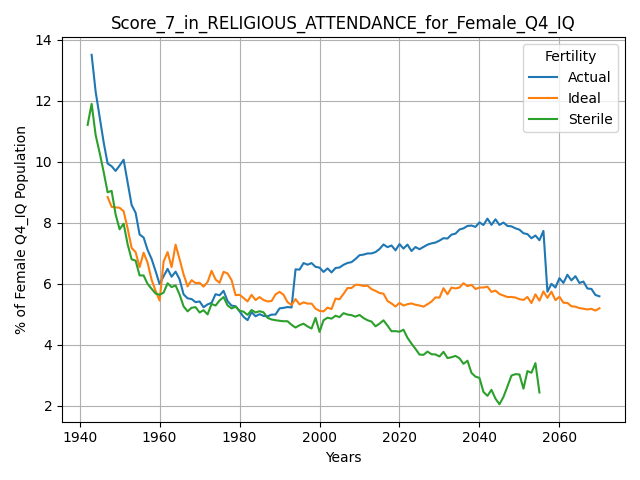 Score_7_in_RELIGIOUS_ATTENDANCE_for_Female_Q4_IQ
Fertility
Actual
Ideal
Sterile
% of Female Q4_IQ Population
14
12
10
8
6
4
2
1940 1960 1980 2000 2020 2040 2060
Years